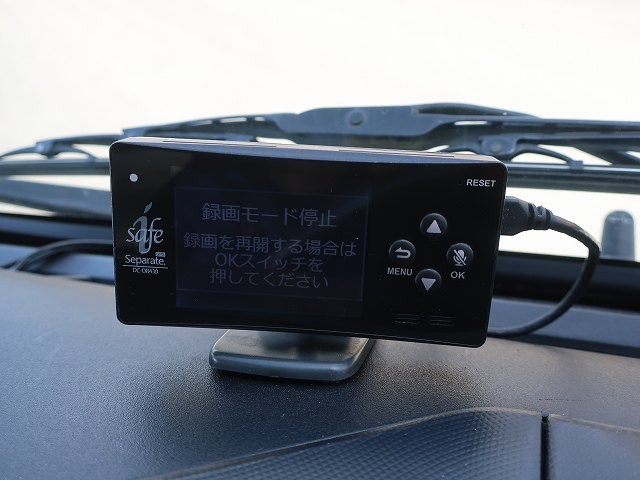 RESET
i
safe
Separate.
DC-DR430
録画モード停止
録画を再開する場合は
OKスイッチを
押してください
MENU
OK